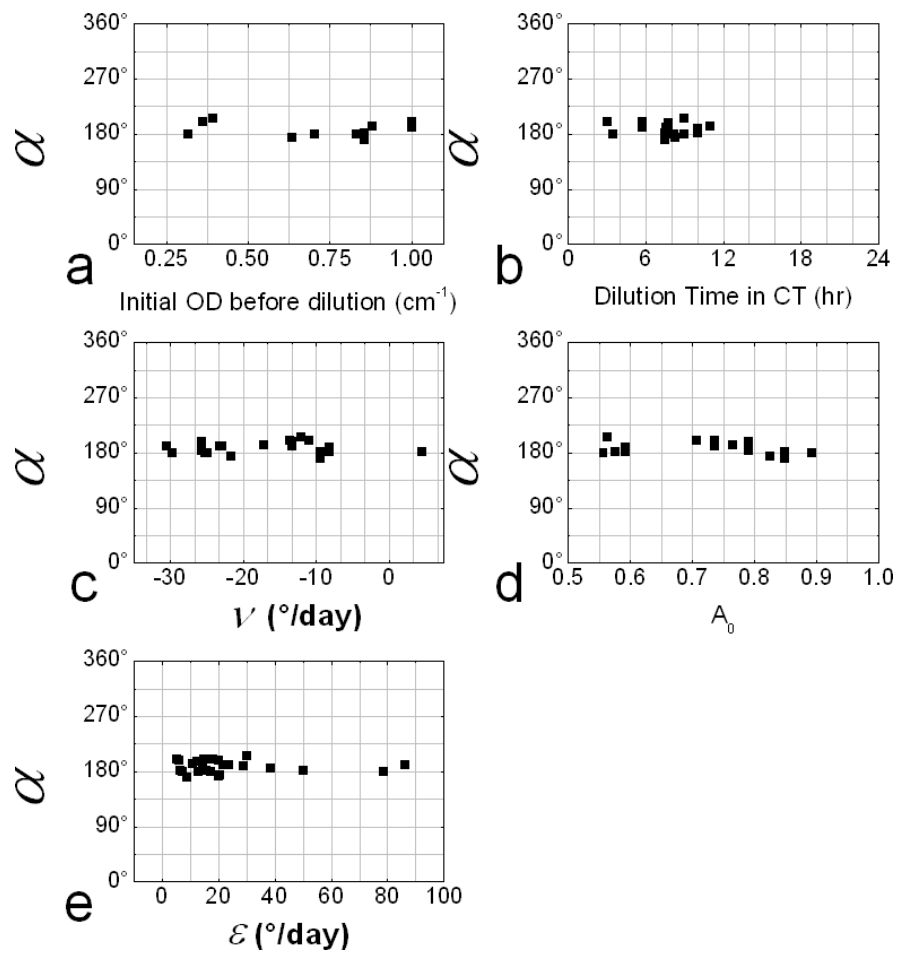 360°
270°
α
180°
90°
0°
0.25 0.50 0.75 1.00
a
Initial OD before dilution (cm⁻¹)
360°
270°
α
180°
90°
0°
0 6 12 18 24
b
Dilution Time in CT (hr)
360°
270°
α
180°
90°
0°
-30 -20 -10 0
c
ν (°/day)
360°
270°
α
180°
90°
0°
0.5 0.6 0.7 0.8 0.9 1.0
d
A₀
360°
270°
α
180°
90°
0°
0 20 40 60 80 100
e
ε (°/day)